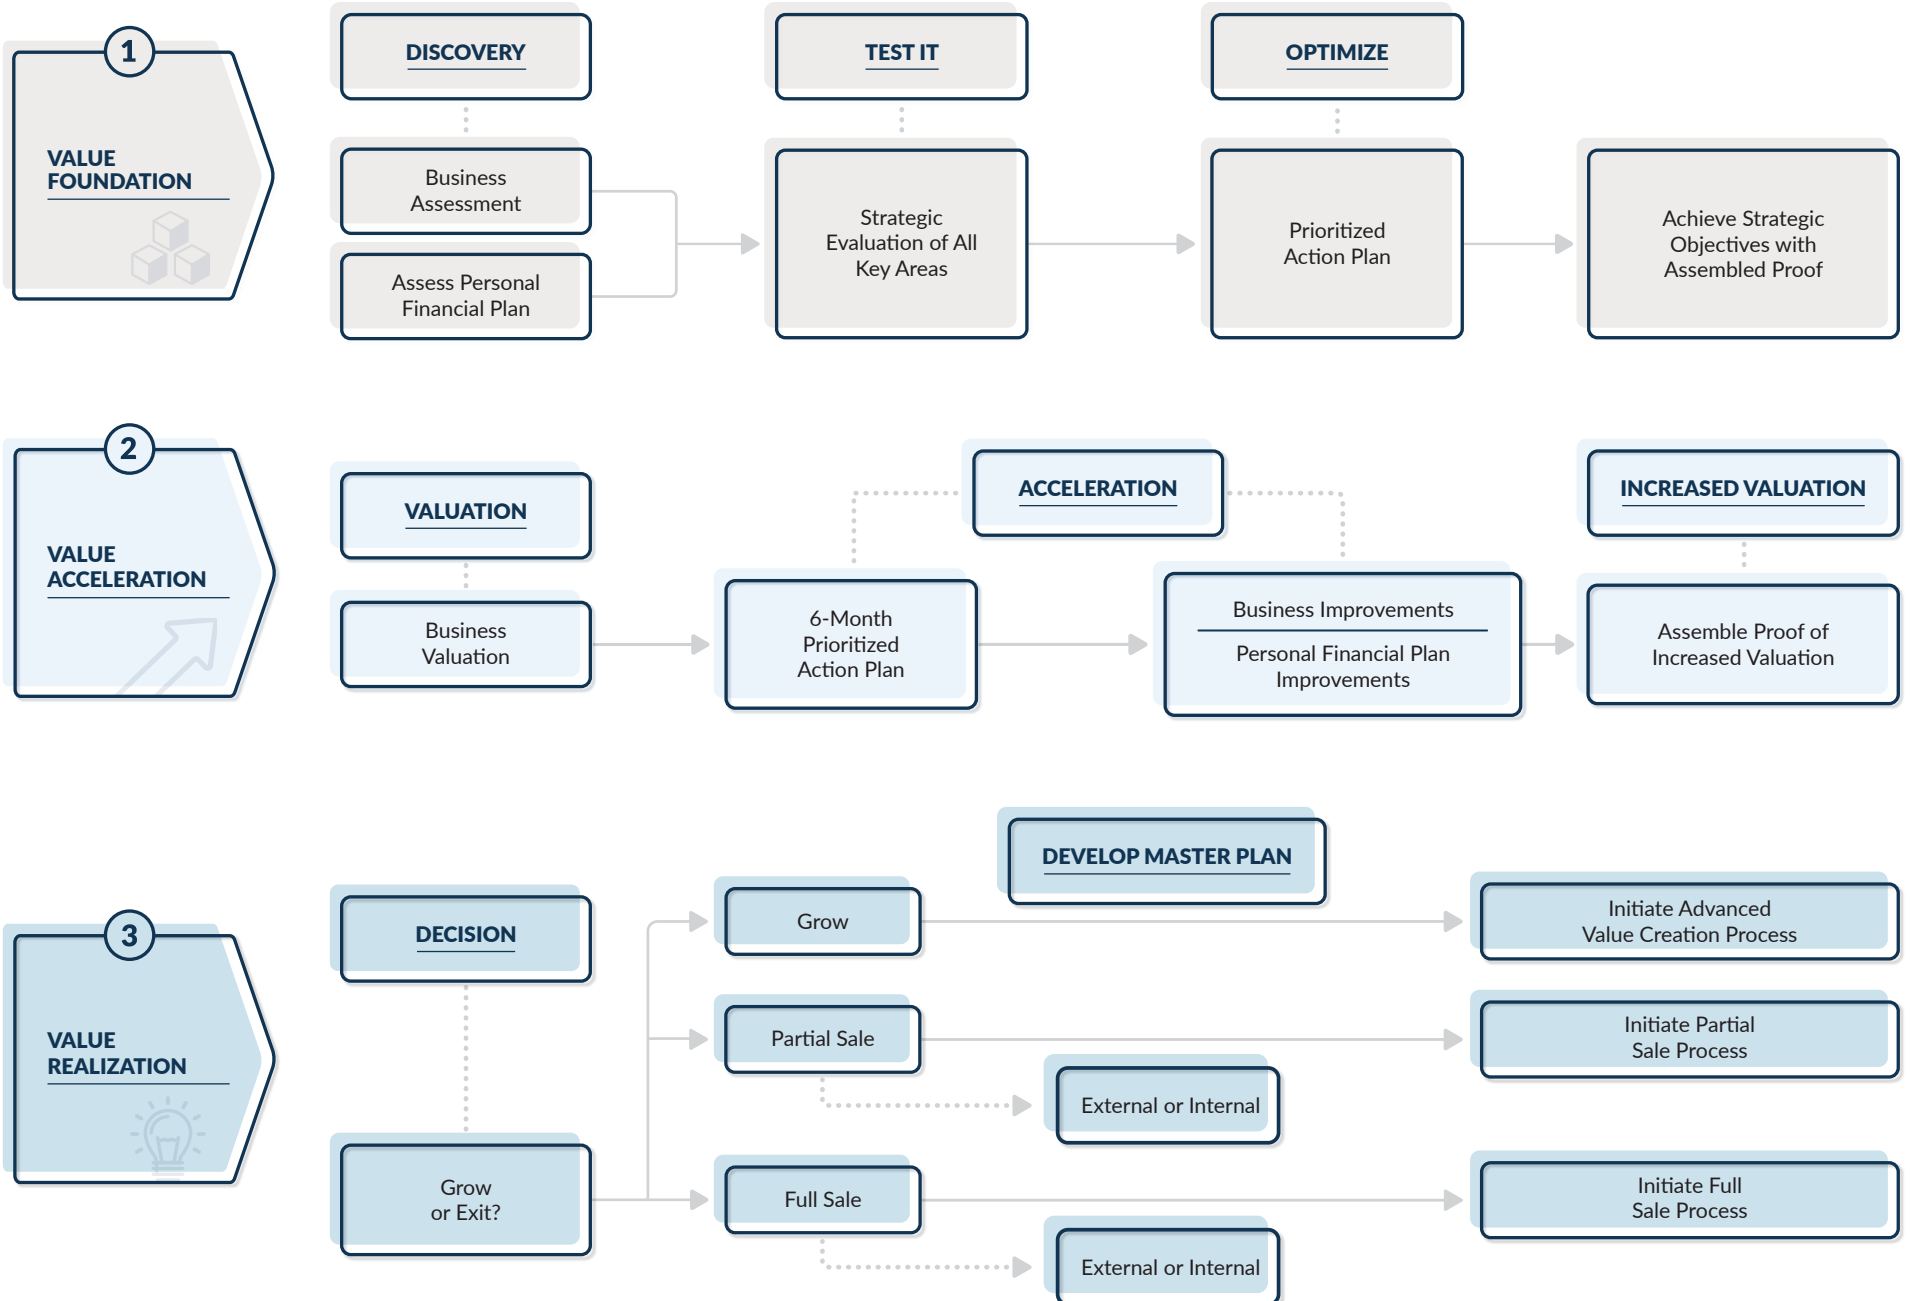 1
VALUE
FOUNDATION
DISCOVERY
TEST IT
OPTIMIZE
Business
Assessment
Assess Personal
Financial Plan
Strategic
Evaluation of All
Key Areas
Prioritized
Action Plan
Achieve Strategic
Objectives with
Assembled Proof
2
VALUE
ACCELERATION
VALUATION
ACCELERATION
INCREASED VALUATION
Business
Valuation
6-Month
Prioritized
Action Plan
Business Improvements
Personal Financial Plan
Improvements
Assemble Proof of
Increased Valuation
3
VALUE
REALIZATION
DECISION
DEVELOP MASTER PLAN
Grow
or Exit?
Grow
Initiate Advanced
Value Creation Process
Partial Sale
External or Internal
Initiate Partial
Sale Process
Full Sale
External or Internal
Initiate Full
Sale Process